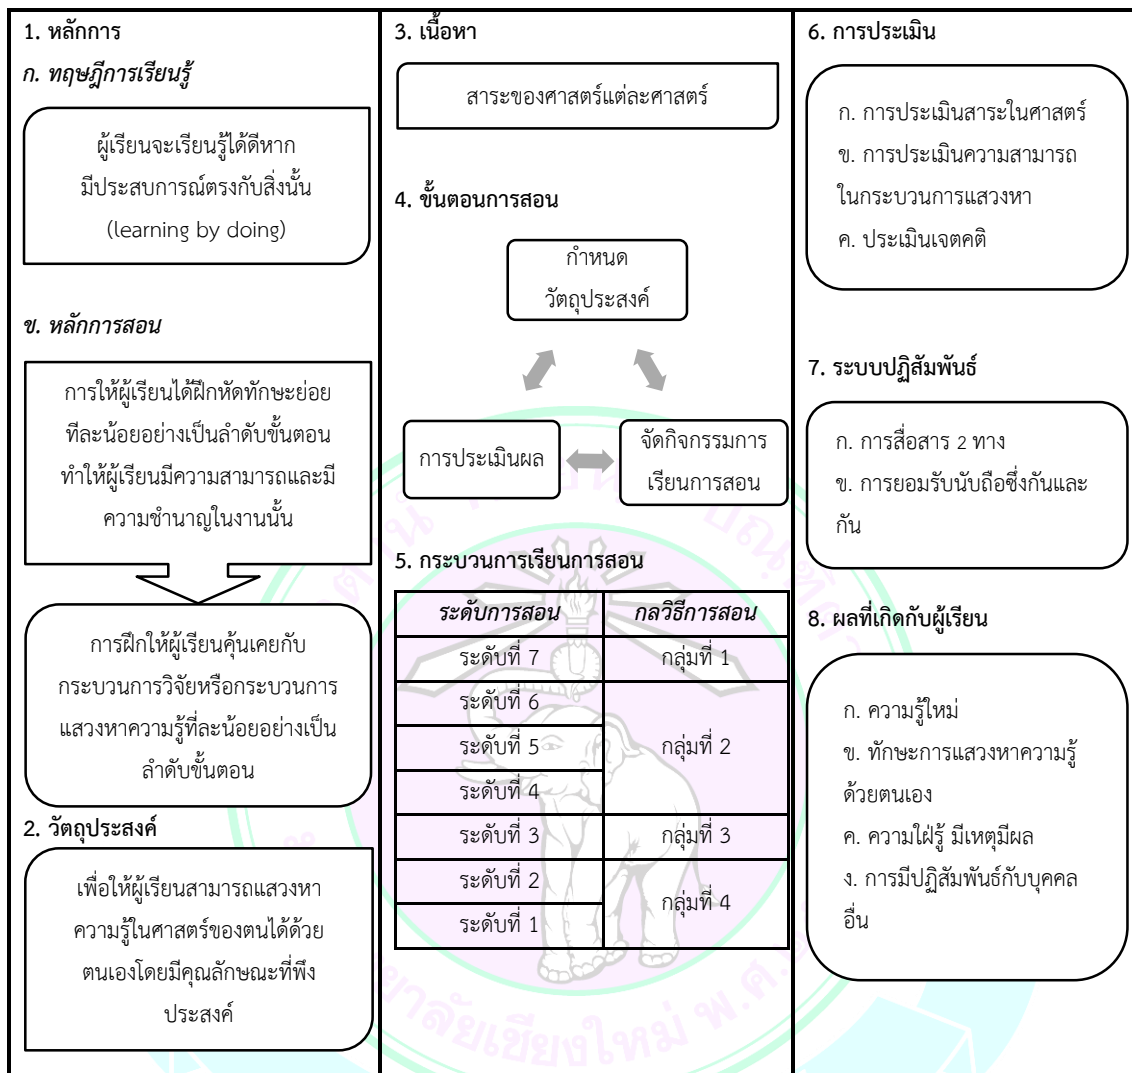 1. หลักการ
ก. ทฤษฎีการเรียนรู้
ผู้เรียนจะเรียนรู้ได้ดีหาก
มีประสบการณ์ตรงกับสิ่งนั้น
(learning by doing)
ข. หลักการสอน
การให้ผู้เรียนได้ฝึกหัดทักษะย่อย
ทีละน้อยอย่างเป็นลำดับขั้นตอน
ทำให้ผู้เรียนมีความสามารถและมี
ความชำนาญในงานนั้น
การฝึกให้ผู้เรียนคุ้นเคยกับ
กระบวนการวิจัยหรือกระบวนการ
แสวงหาความรู้ที่ละน้อยอย่างเป็น
ลำดับขั้นตอน
2. วัตถุประสงค์
เพื่อให้ผู้เรียนสามารถแสวงหา
ความรู้ในศาสตร์ของตนได้ด้วย
ตนเองโดยมีคุณลักษณะที่พึง
ประสงค์
3. เนื้อหา
สาระของศาสตร์แต่ละศาสตร์
4. ขั้นตอนการสอน
กำหนด
วัตถุประสงค์
การประเมินผล
จัดกิจกรรมการ
เรียนการสอน
5. กระบวนการเรียนการสอน
ระดับการสอน กลวิธีการสอน
ระดับที่ 7 กลุ่มที่ 1
ระดับที่ 6
ระดับที่ 5 กลุ่มที่ 2
ระดับที่ 4
ระดับที่ 3 กลุ่มที่ 3
ระดับที่ 2
กลุ่มที่ 4
ระดับที่ 1
6. การประเมิน
ก. การประเมินสาระในศาสตร์
ข. การประเมินความสามารถ
ในกระบวนการแสวงหา
ค. ประเมินเจตคติ
7. ระบบปฏิสัมพันธ์
ก. การสื่อสาร 2 ทาง
ข. การยอมรับนับถือซึ่งกันและ
กัน
8. ผลที่เกิดกับผู้เรียน
ก. ความรู้ใหม่
ข. ทักษะการแสวงหาความรู้
ด้วยตนเอง
ค. ความใฝ่รู้ มีเหตุมีผล
ง. การมีปฏิสัมพันธ์กับบุคคล
อื่น